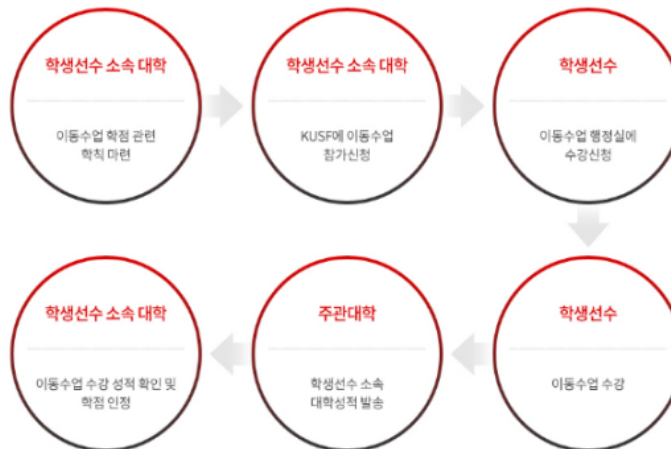 학생선수 소속 대학
이동수업 학점 관련
학칙 마련
학생선수 소속 대학
KUSF에 이동수업
참가신청
학생선수
이동수업 행정실에
수강신청
학생선수
이동수업 수강
주관대학
학생선수 소속
대학성적 발송
학생선수 소속 대학
이동수업 수강 성적 확인 및
학점 인정